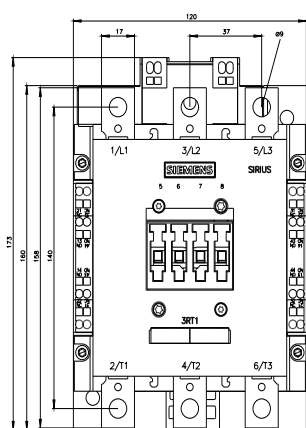 120
17
37
ø9
1/L1
3/L2
5/L3
SIEMENS
SIRIUS
5 6 7 8
173
160
158
140
3RT1
2/T1
4/T2
6/T3